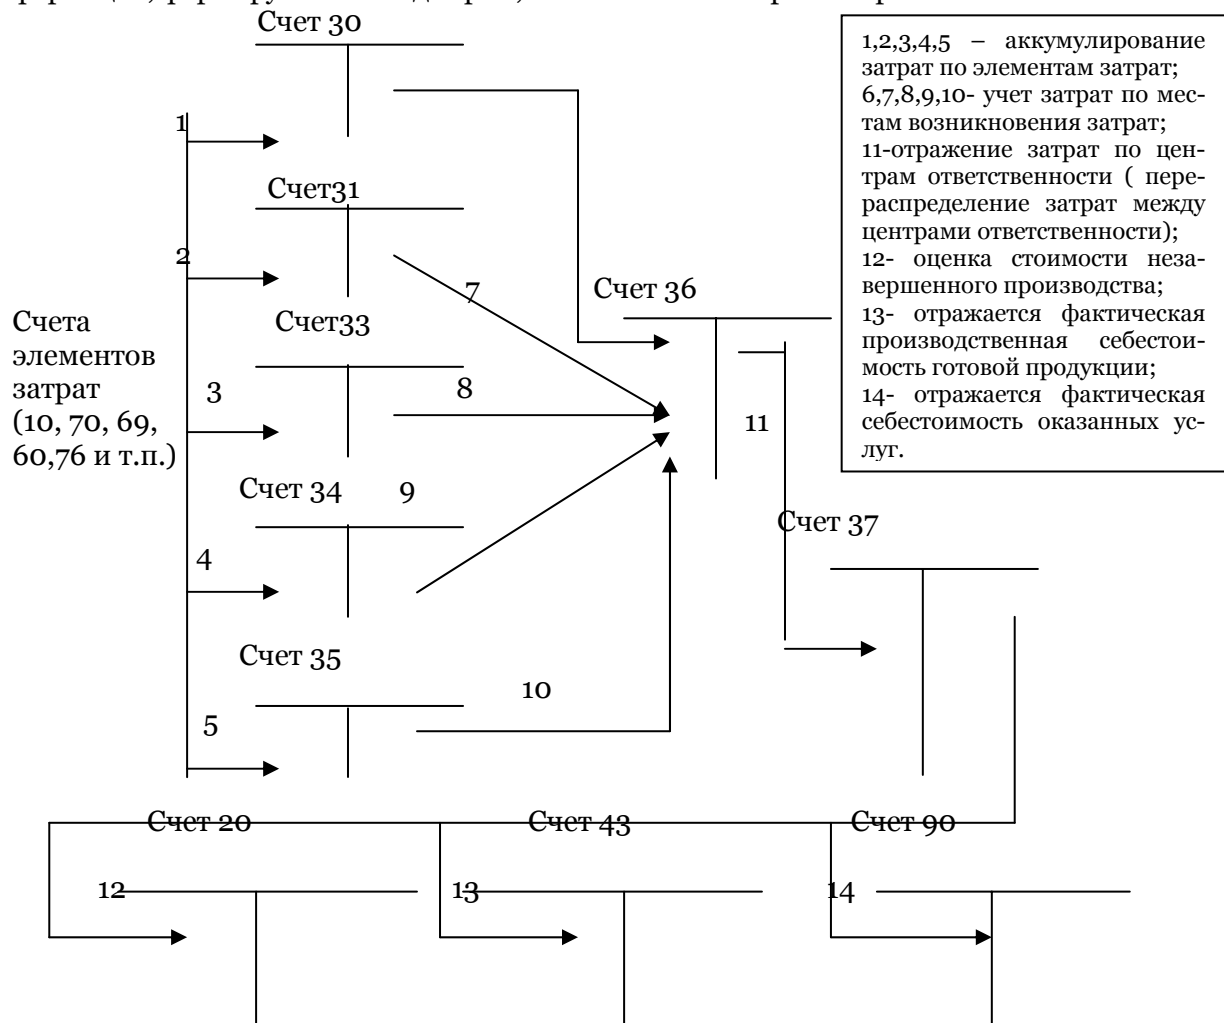 Счет 30
1,2,3,4,5 – аккумулирование
затрат по элементам затрат;
6,7,8,9,10- учет затрат по мес-
там возникновения затрат;
11-отражение затрат по цен-
трам ответственности ( пере-
распределение затрат между
центрами ответственности);
12- оценка стоимости неза-
вершенного производства;
13- отражается фактическая
производственная себестои-
мость готовой продукции;
14- отражается фактическая
себестоимость оказанных ус-
луг.
1
Счет31
2
7
Счет 36
Счет33
Счета
элементов
затрат
(10, 70, 69,
60,76 и т.п.)
3
8
11
Счет 34
9
Счет 37
4
Счет 35
10
5
Счет 20
Счет 43
Счет 90
12
13
14